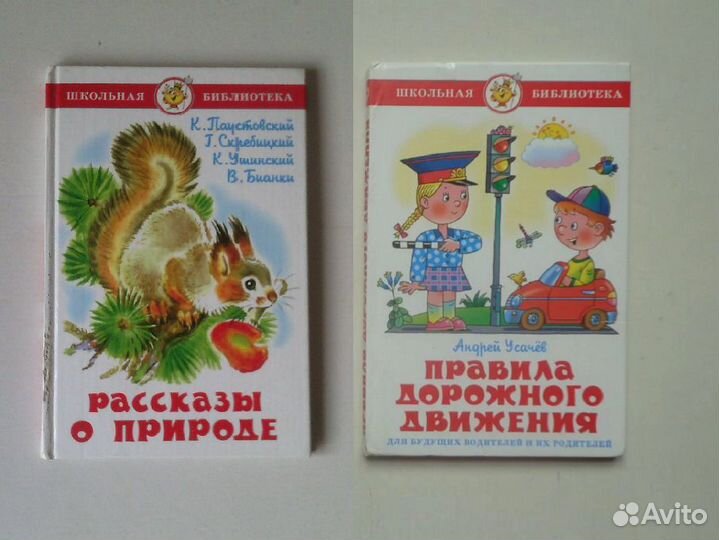 ШКОЛЬНАЯ БИБЛИОТЕКА
К. Паустовский
Г. Скребицкий
К. Ушинский
В. Бианки
РАССКАЗЫ
О ПРИРОДЕ
ШКОЛЬНАЯ БИБЛИОТЕКА
Андрей Усачёв
ПРАВИЛА
ДОРОЖНОГО
ДВИЖЕНИЯ
ДЛЯ БУДУЩИХ ВОДИТЕЛЕЙ И ИХ РОДИТЕЛЕЙ
Avito